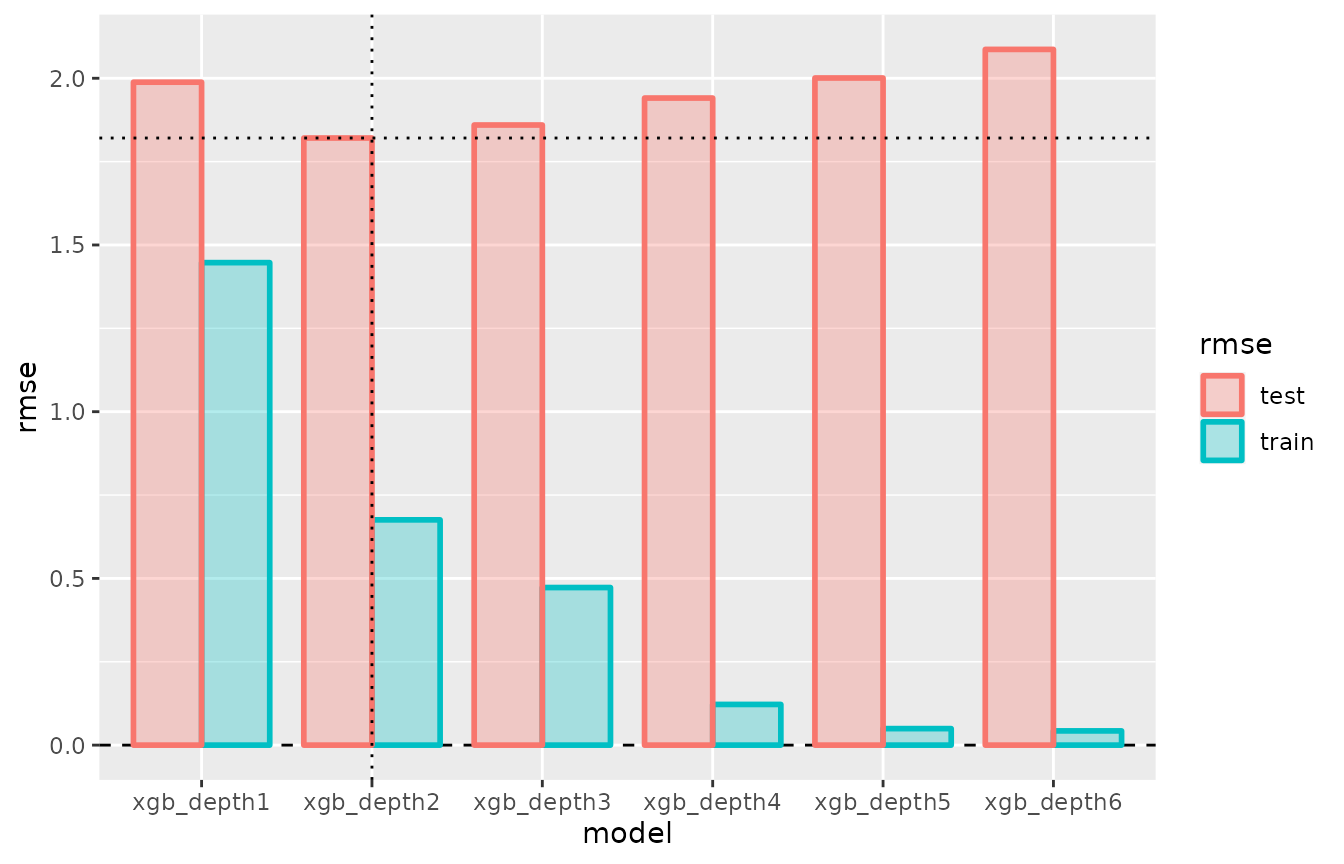 2.0
1.5
1.0
0.5
0.0
rmse
xgb_depth1 xgb_depth2 xgb_depth3 xgb_depth4 xgb_depth5 xgb_depth6
model
rmse
test
train